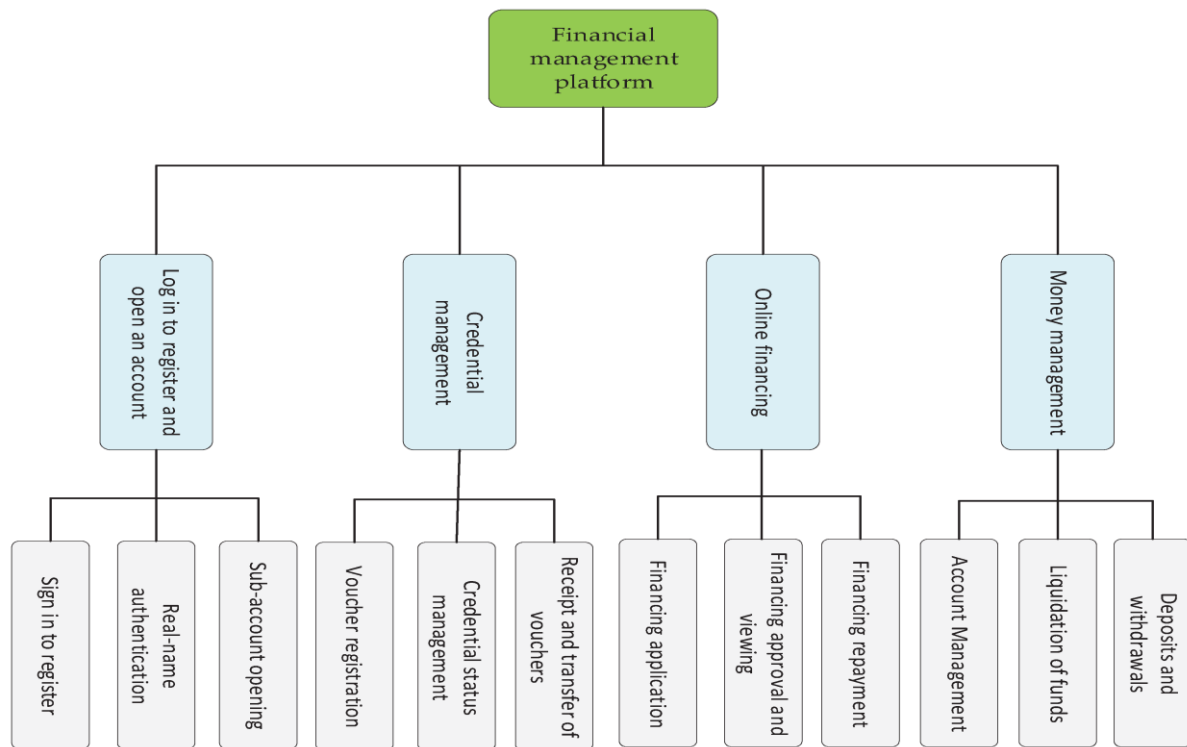 Financial
management
platform
Log in to register and
open an account
Credential
management
Online financing
Money management
Sign in to register
Real-name
authentication
Sub-account opening
Voucher registration
Credential status
management
Receipt and transfer of
vouchers
Financing application
Financing approval and
viewing
Financing repayment
Account Management
Liquidation of funds
Deposits and
withdrawals